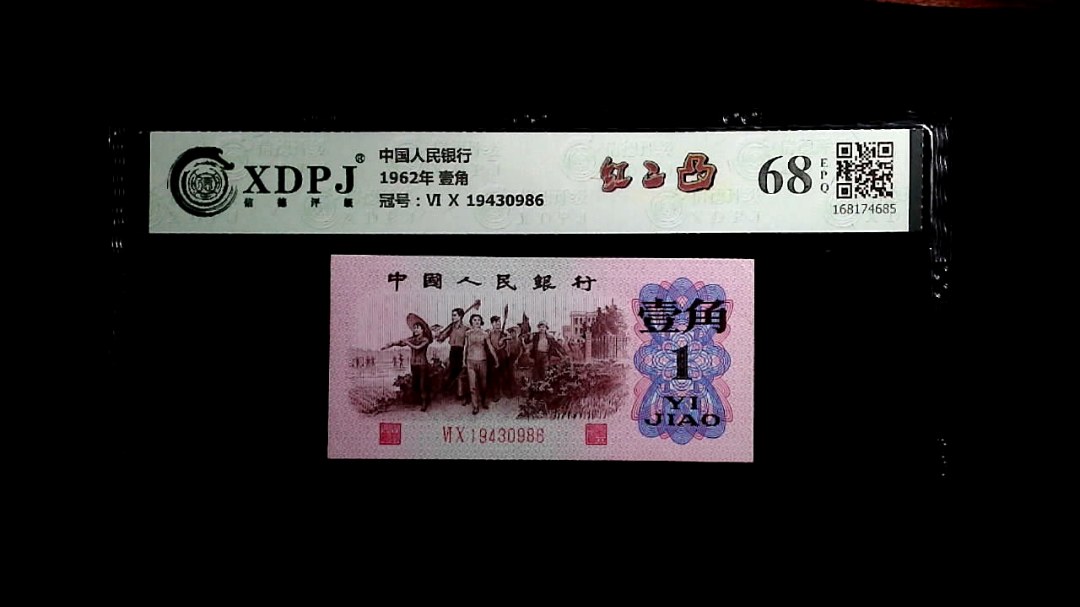 XDPJ®
信德评级
中国人民银行
1962年 壹角
冠号：Ⅵ X 19430986
红二凸
68
EPQ
168174685
中國人民銀行
壹角
1
YI
JIAO
Ⅵ X 19430986